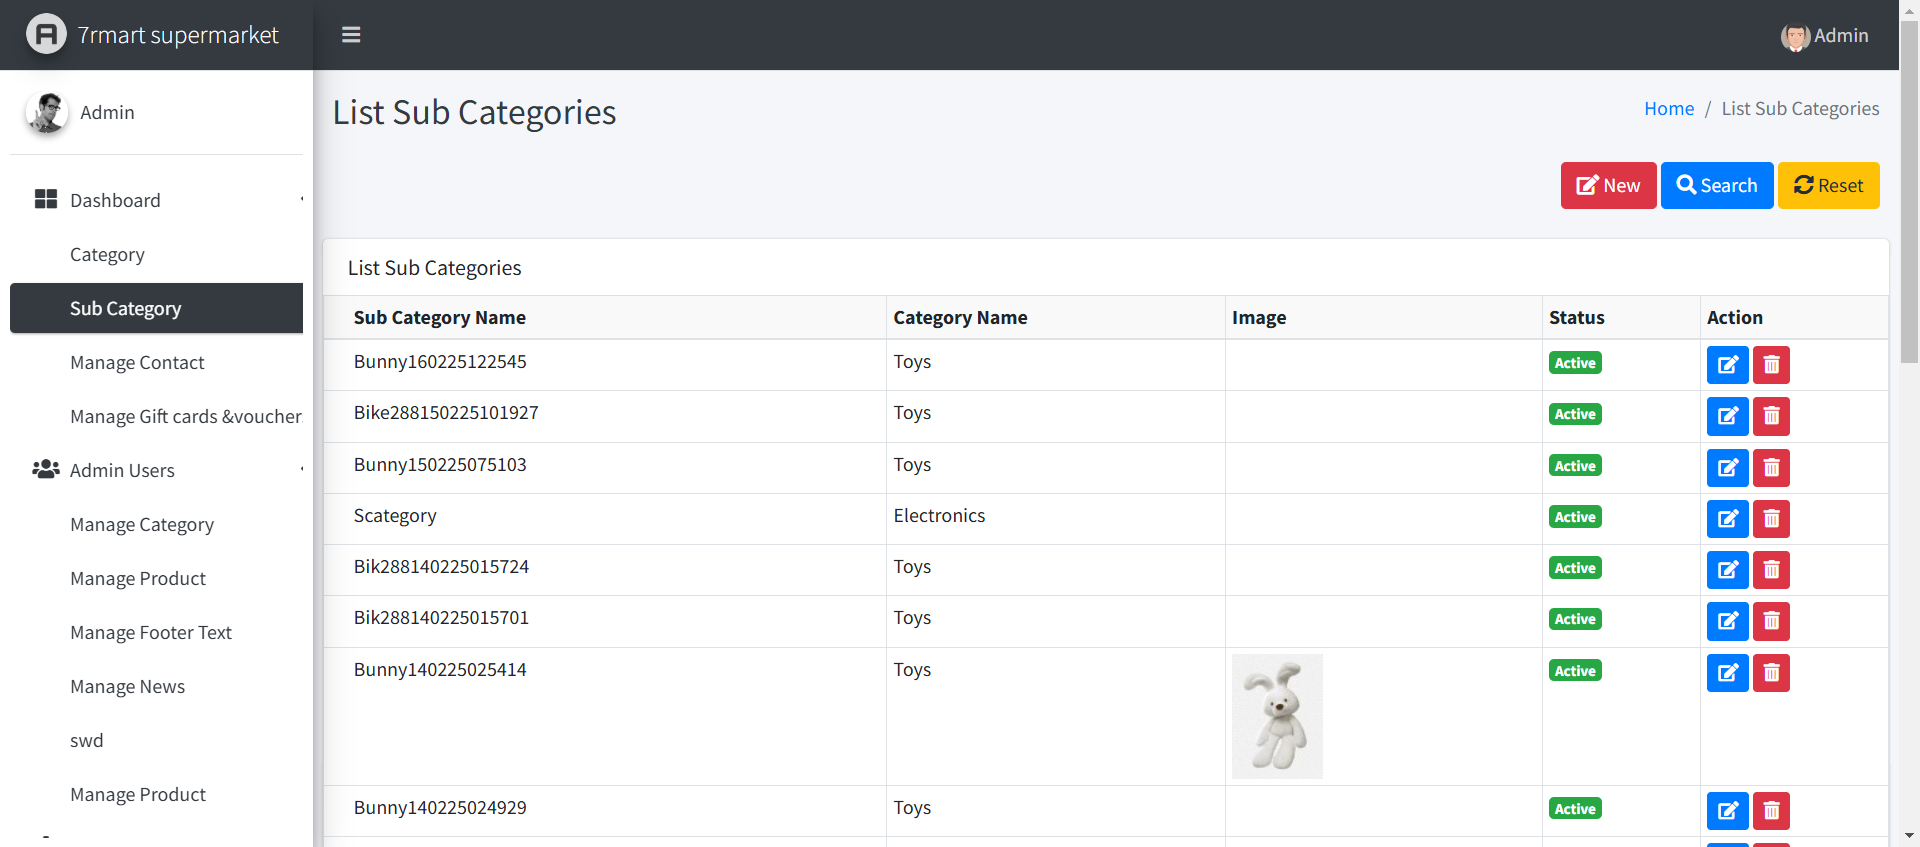 7rmart supermarket
Admin
Admin
Dashboard
Category
Sub Category
Manage Contact
Manage Gift cards &voucher
Admin Users
Manage Category
Manage Product
Manage Footer Text
Manage News
swd
Manage Product
List Sub Categories
Home / List Sub Categories
New Search Reset
List Sub Categories
Sub Category Name Category Name Image Status Action
Bunny160225122545 Toys Active
Bike288150225101927 Toys Active
Bunny150225075103 Toys Active
Scategory Electronics Active
Bik288140225015724 Toys Active
Bik288140225015701 Toys Active
Bunny140225025414 Toys Active
Bunny140225024929 Toys Active